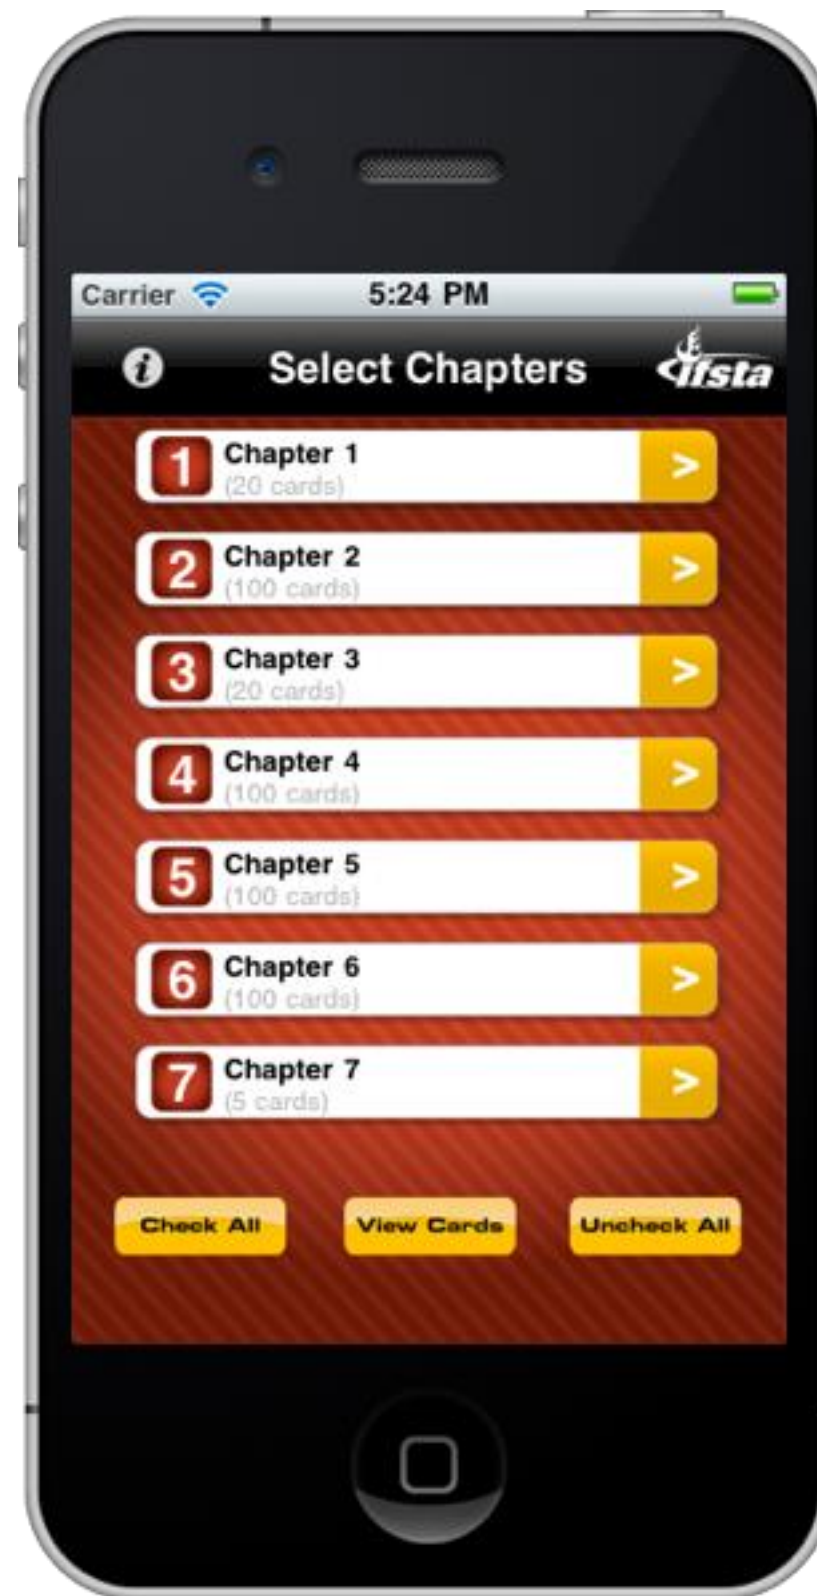 Carrier 5:24 PM
i Select Chapters ifsta
1 Chapter 1 >
(20 cards)
2 Chapter 2 >
(100 cards)
3 Chapter 3 >
(20 cards)
4 Chapter 4 >
(100 cards)
5 Chapter 5 >
(100 cards)
6 Chapter 6 >
(100 cards)
7 Chapter 7 >
(5 cards)
Check All View Cards Uncheck All